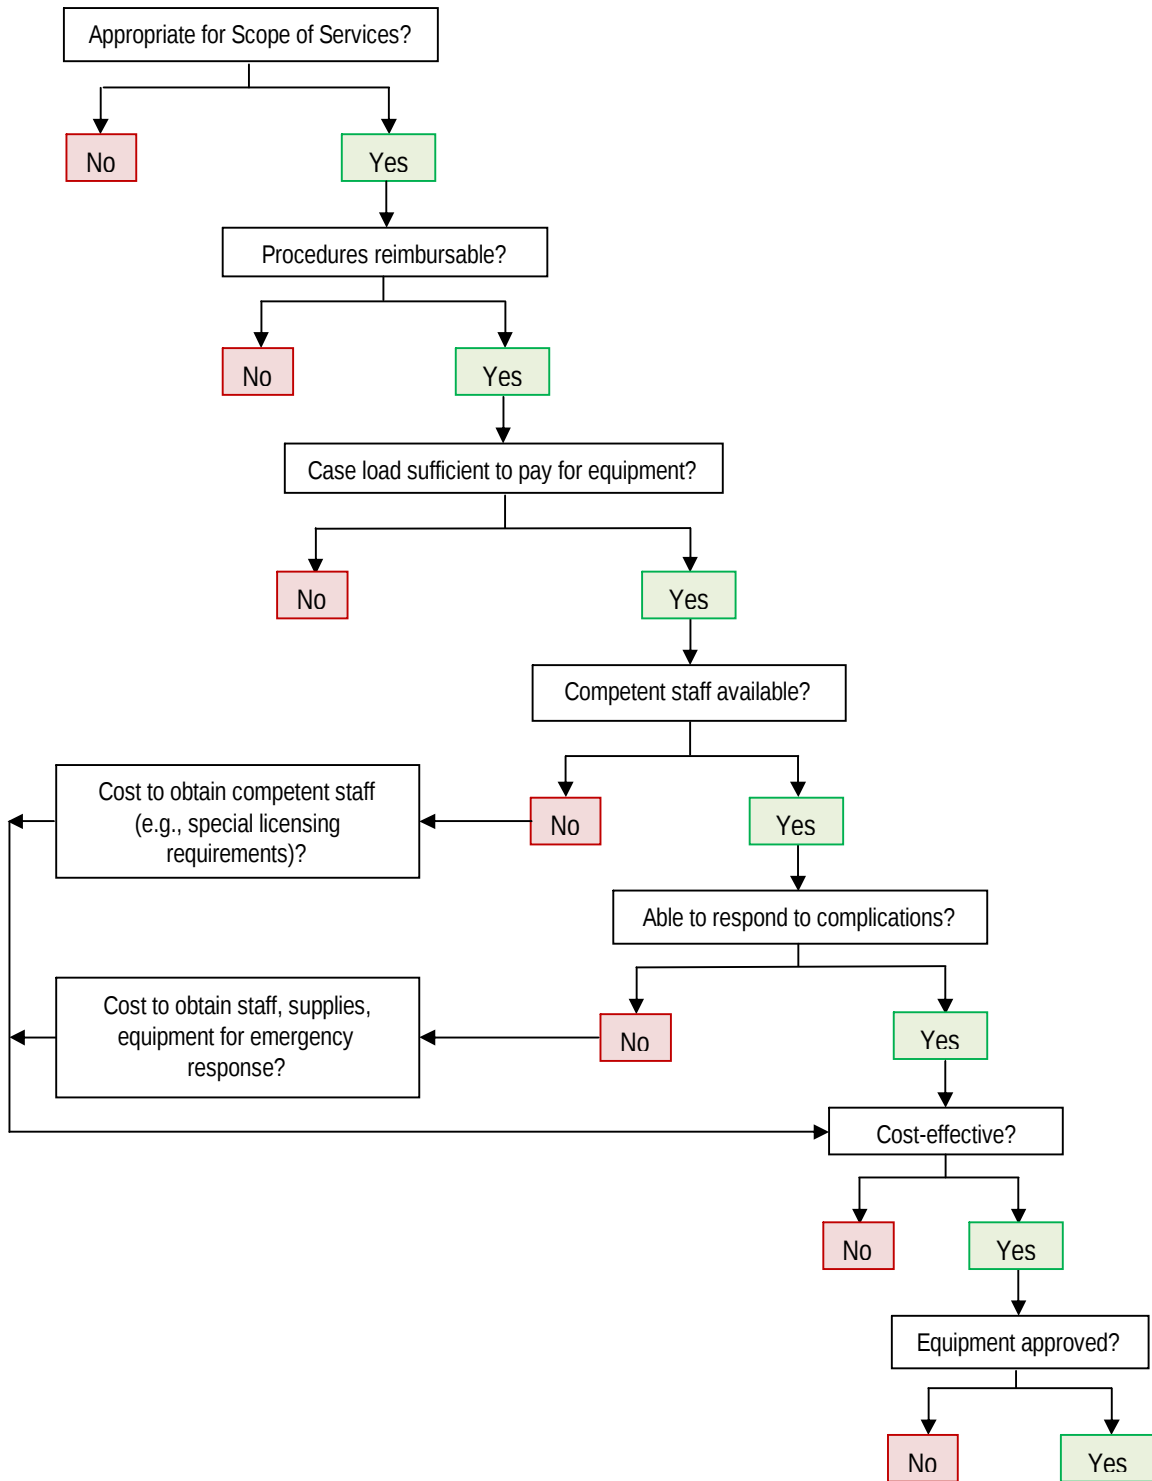 Appropriate for Scope of Services?
No
Yes
Procedures reimbursable?
No
Yes
Case load sufficient to pay for equipment?
No
Yes
Competent staff available?
Cost to obtain competent staff
(e.g., special licensing
requirements)?
No
Yes
Able to respond to complications?
Cost to obtain staff, supplies,
equipment for emergency
response?
No
Yes
Cost-effective?
No
Yes
Equipment approved?
No
Yes